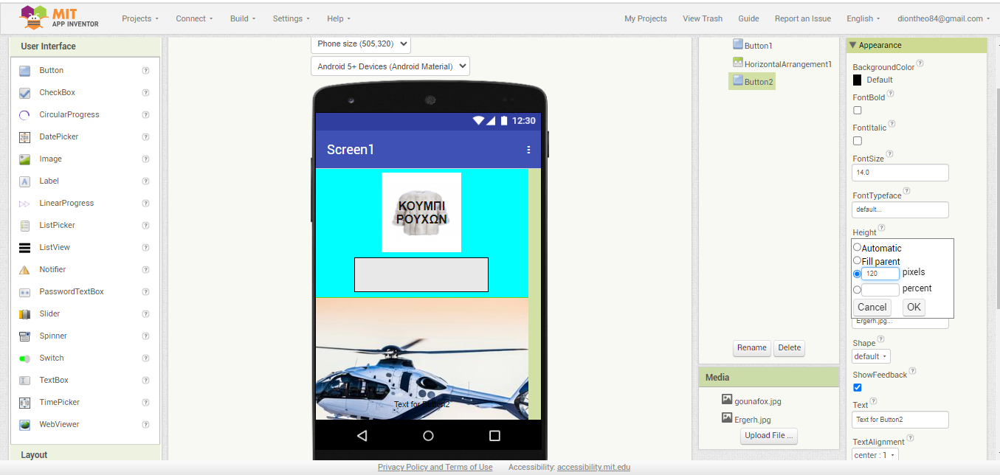 MIT
APP INVENTOR
Projects
Connect
Build
Settings
Help
My Projects
View Trash
Guide
Report an Issue
English
diontheo84@gmail.com
User Interface
Button
CheckBox
CircularProgress
DatePicker
Image
Label
LinearProgress
ListPicker
ListView
Notifier
PasswordTextBox
Slider
Spinner
Switch
TextBox
TimePicker
WebViewer
Layout
Phone size (505,320)
Android 5+ Devices (Android Material)
12:30
Screen1
ΚΟΥΜΠΙ
ΡΟΥΧΩΝ
Text for Button2
Button1
HorizontalArrangement1
Button2
Rename
Delete
Media
gounafox.jpg
Ergerh.jpg
Upload File ...
Appearance
BackgroundColor
Default
FontBold
FontItalic
FontSize
14.0
FontTypeface
default...
Height
Automatic
Fill parent
120 pixels
percent
Cancel
OK
Ergerh.jpg...
Shape
default
ShowFeedback
Text
Text for Button2
TextAlignment
center : 1
Privacy Policy and Terms of Use
Accessibility: accessibility.mit.edu